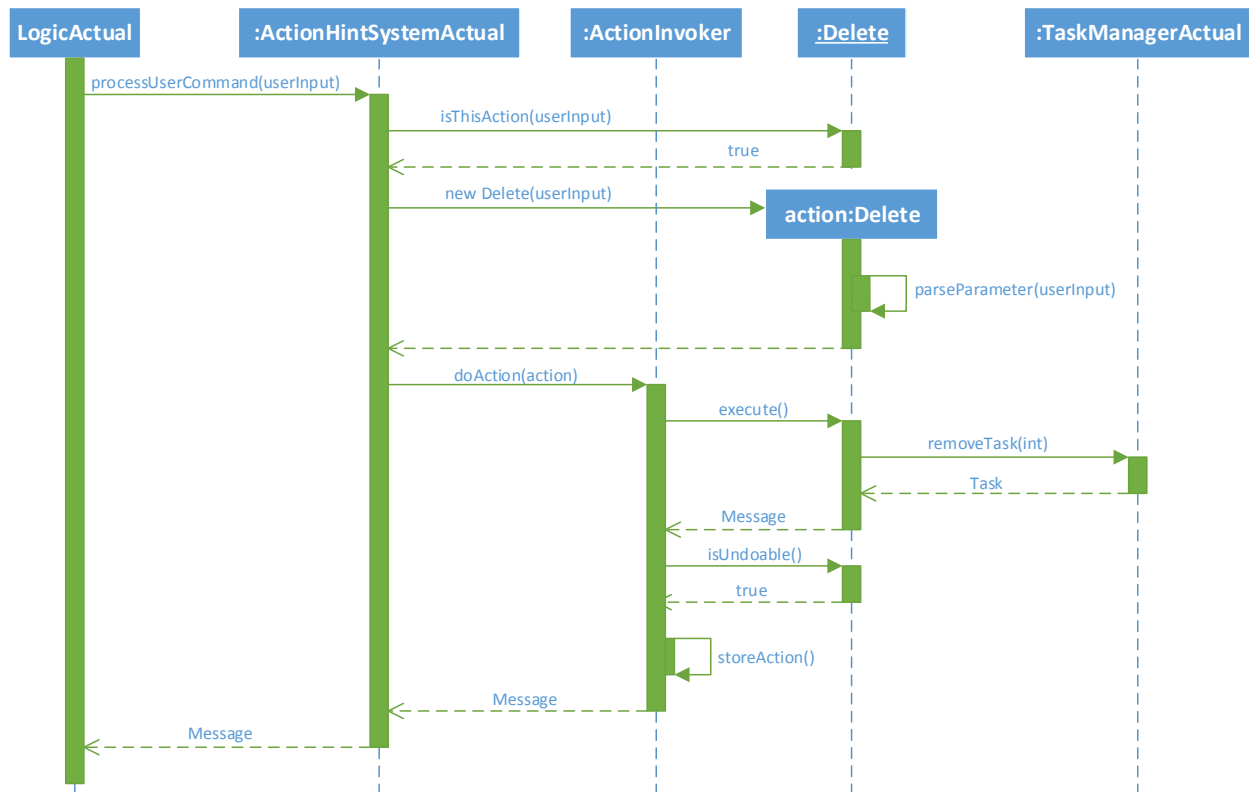 LogicActual
:ActionHintSystemActual
:ActionInvoker
:Delete
:TaskManagerActual
processUserCommand(userInput)
isThisAction(userInput)
true
new Delete(userInput)
action:Delete
parseParameter(userInput)
doAction(action)
execute()
removeTask(int)
Task
Message
isUndoable()
true
storeAction()
Message
Message